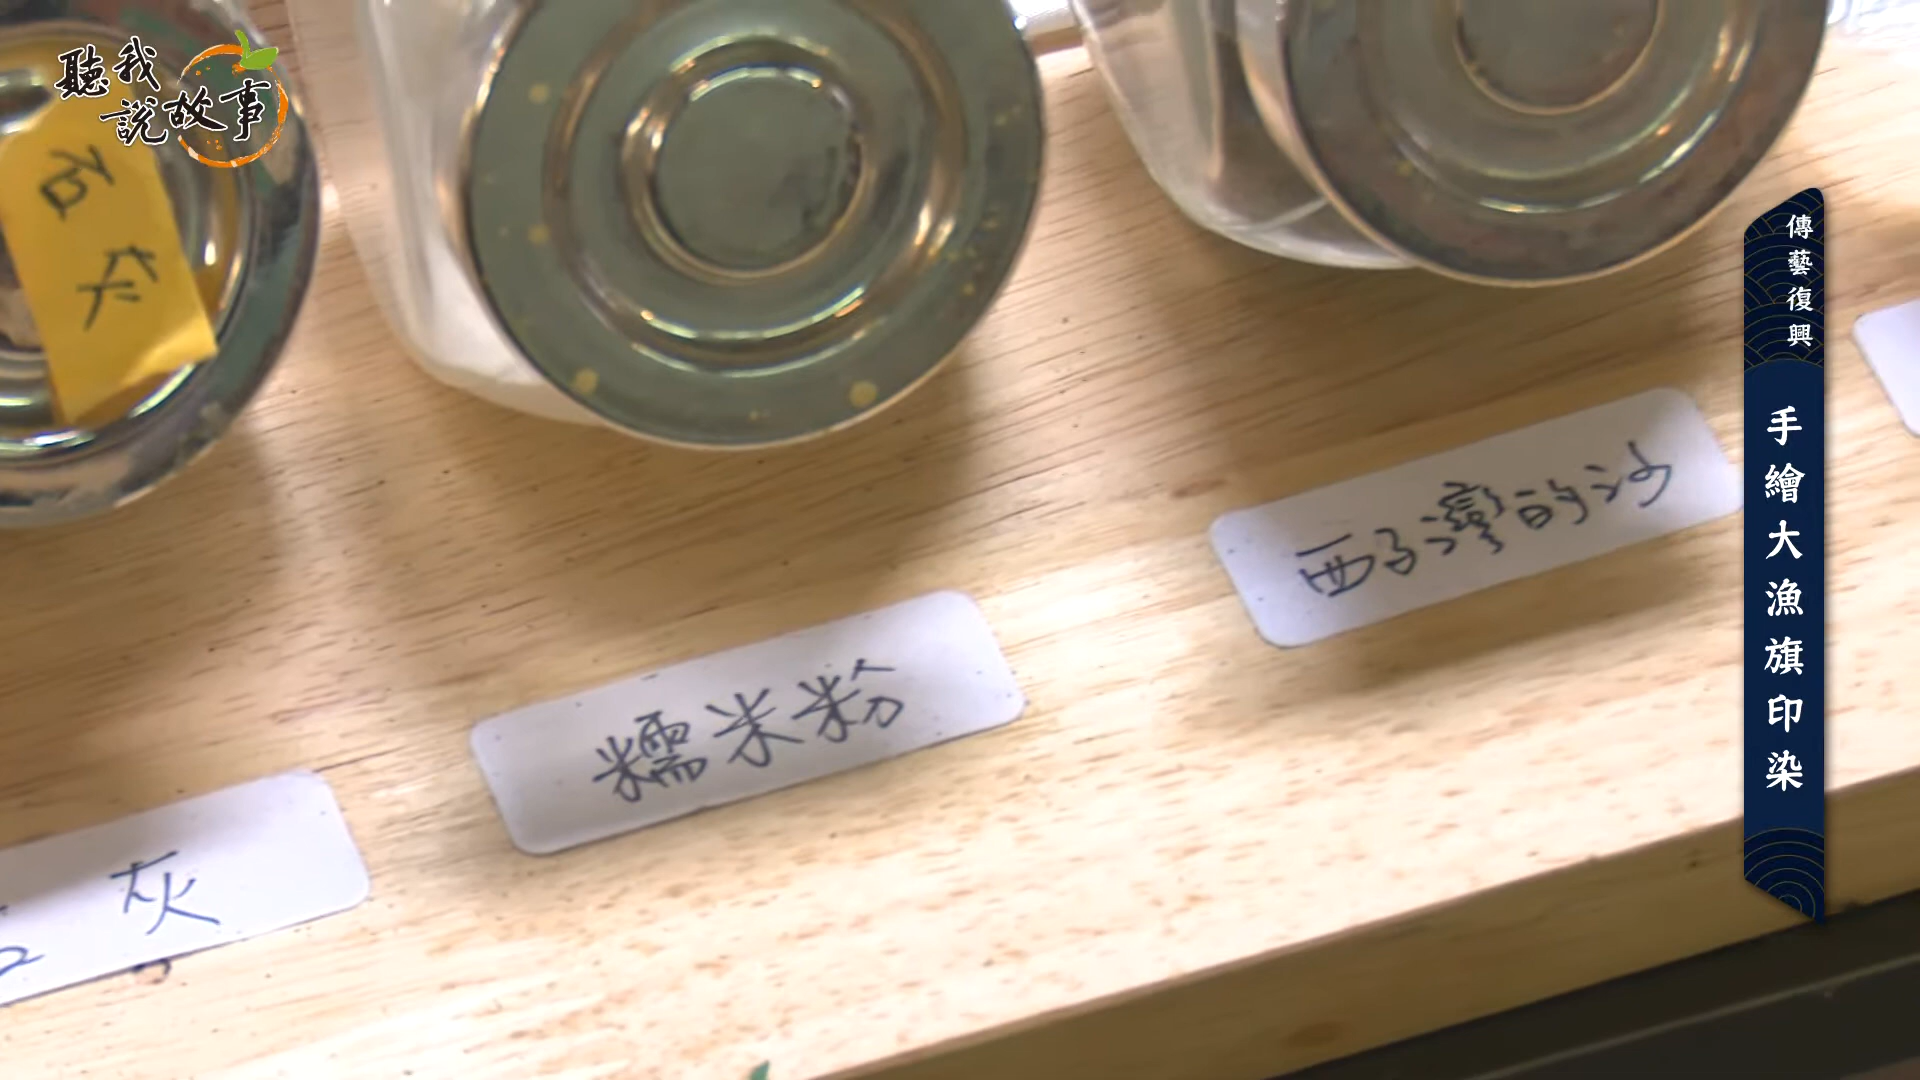 聽我
說故事
石灰
傳藝復興
手繪大漁旗印染
西子灣的沙
糯米粉
灰